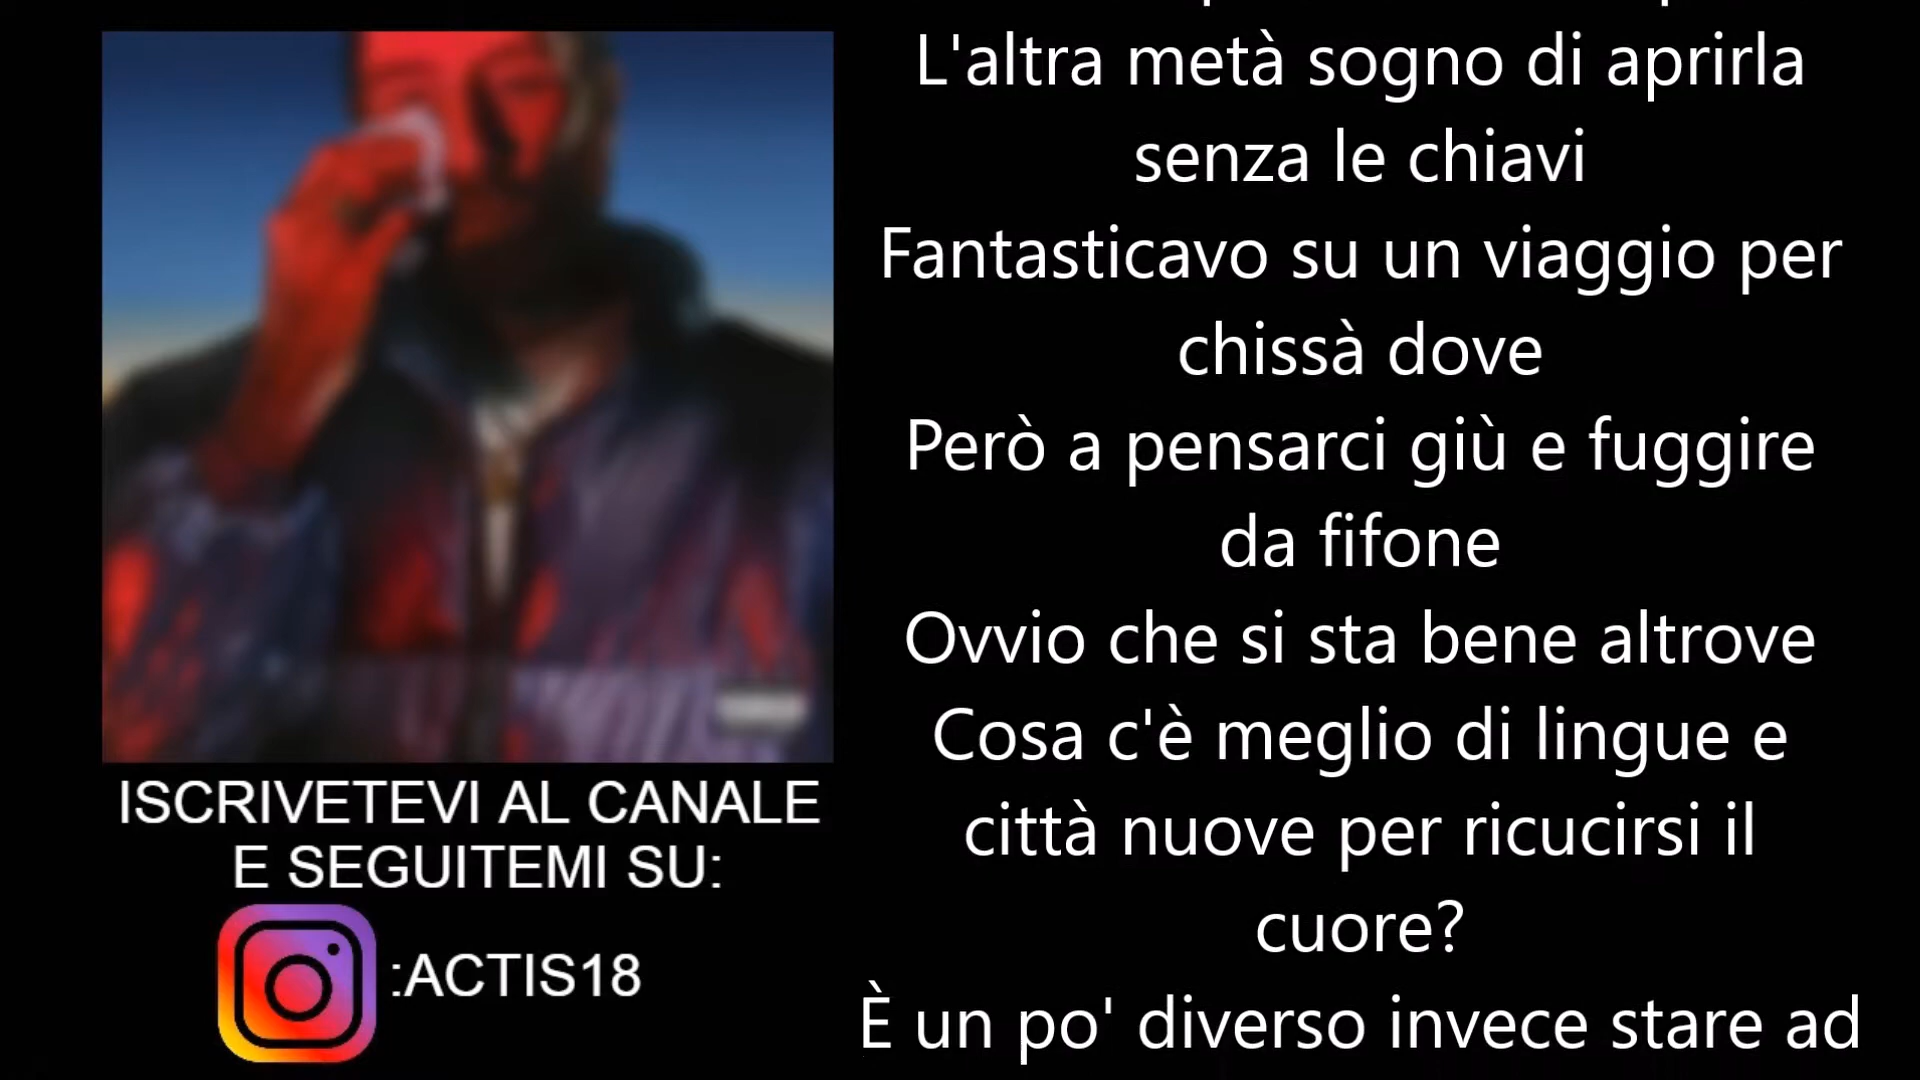 L'altra metà sogno di aprirla
senza le chiavi
Fantasticavo su un viaggio per
chissà dove
Però a pensarci giù e fuggire
da fifone
Ovvio che si sta bene altrove
Cosa c'è meglio di lingue e
città nuove per ricucirsi il
cuore?
È un po' diverso invece stare ad
ISCRIVETEVI AL CANALE
E SEGUITEMI SU:
:ACTIS18